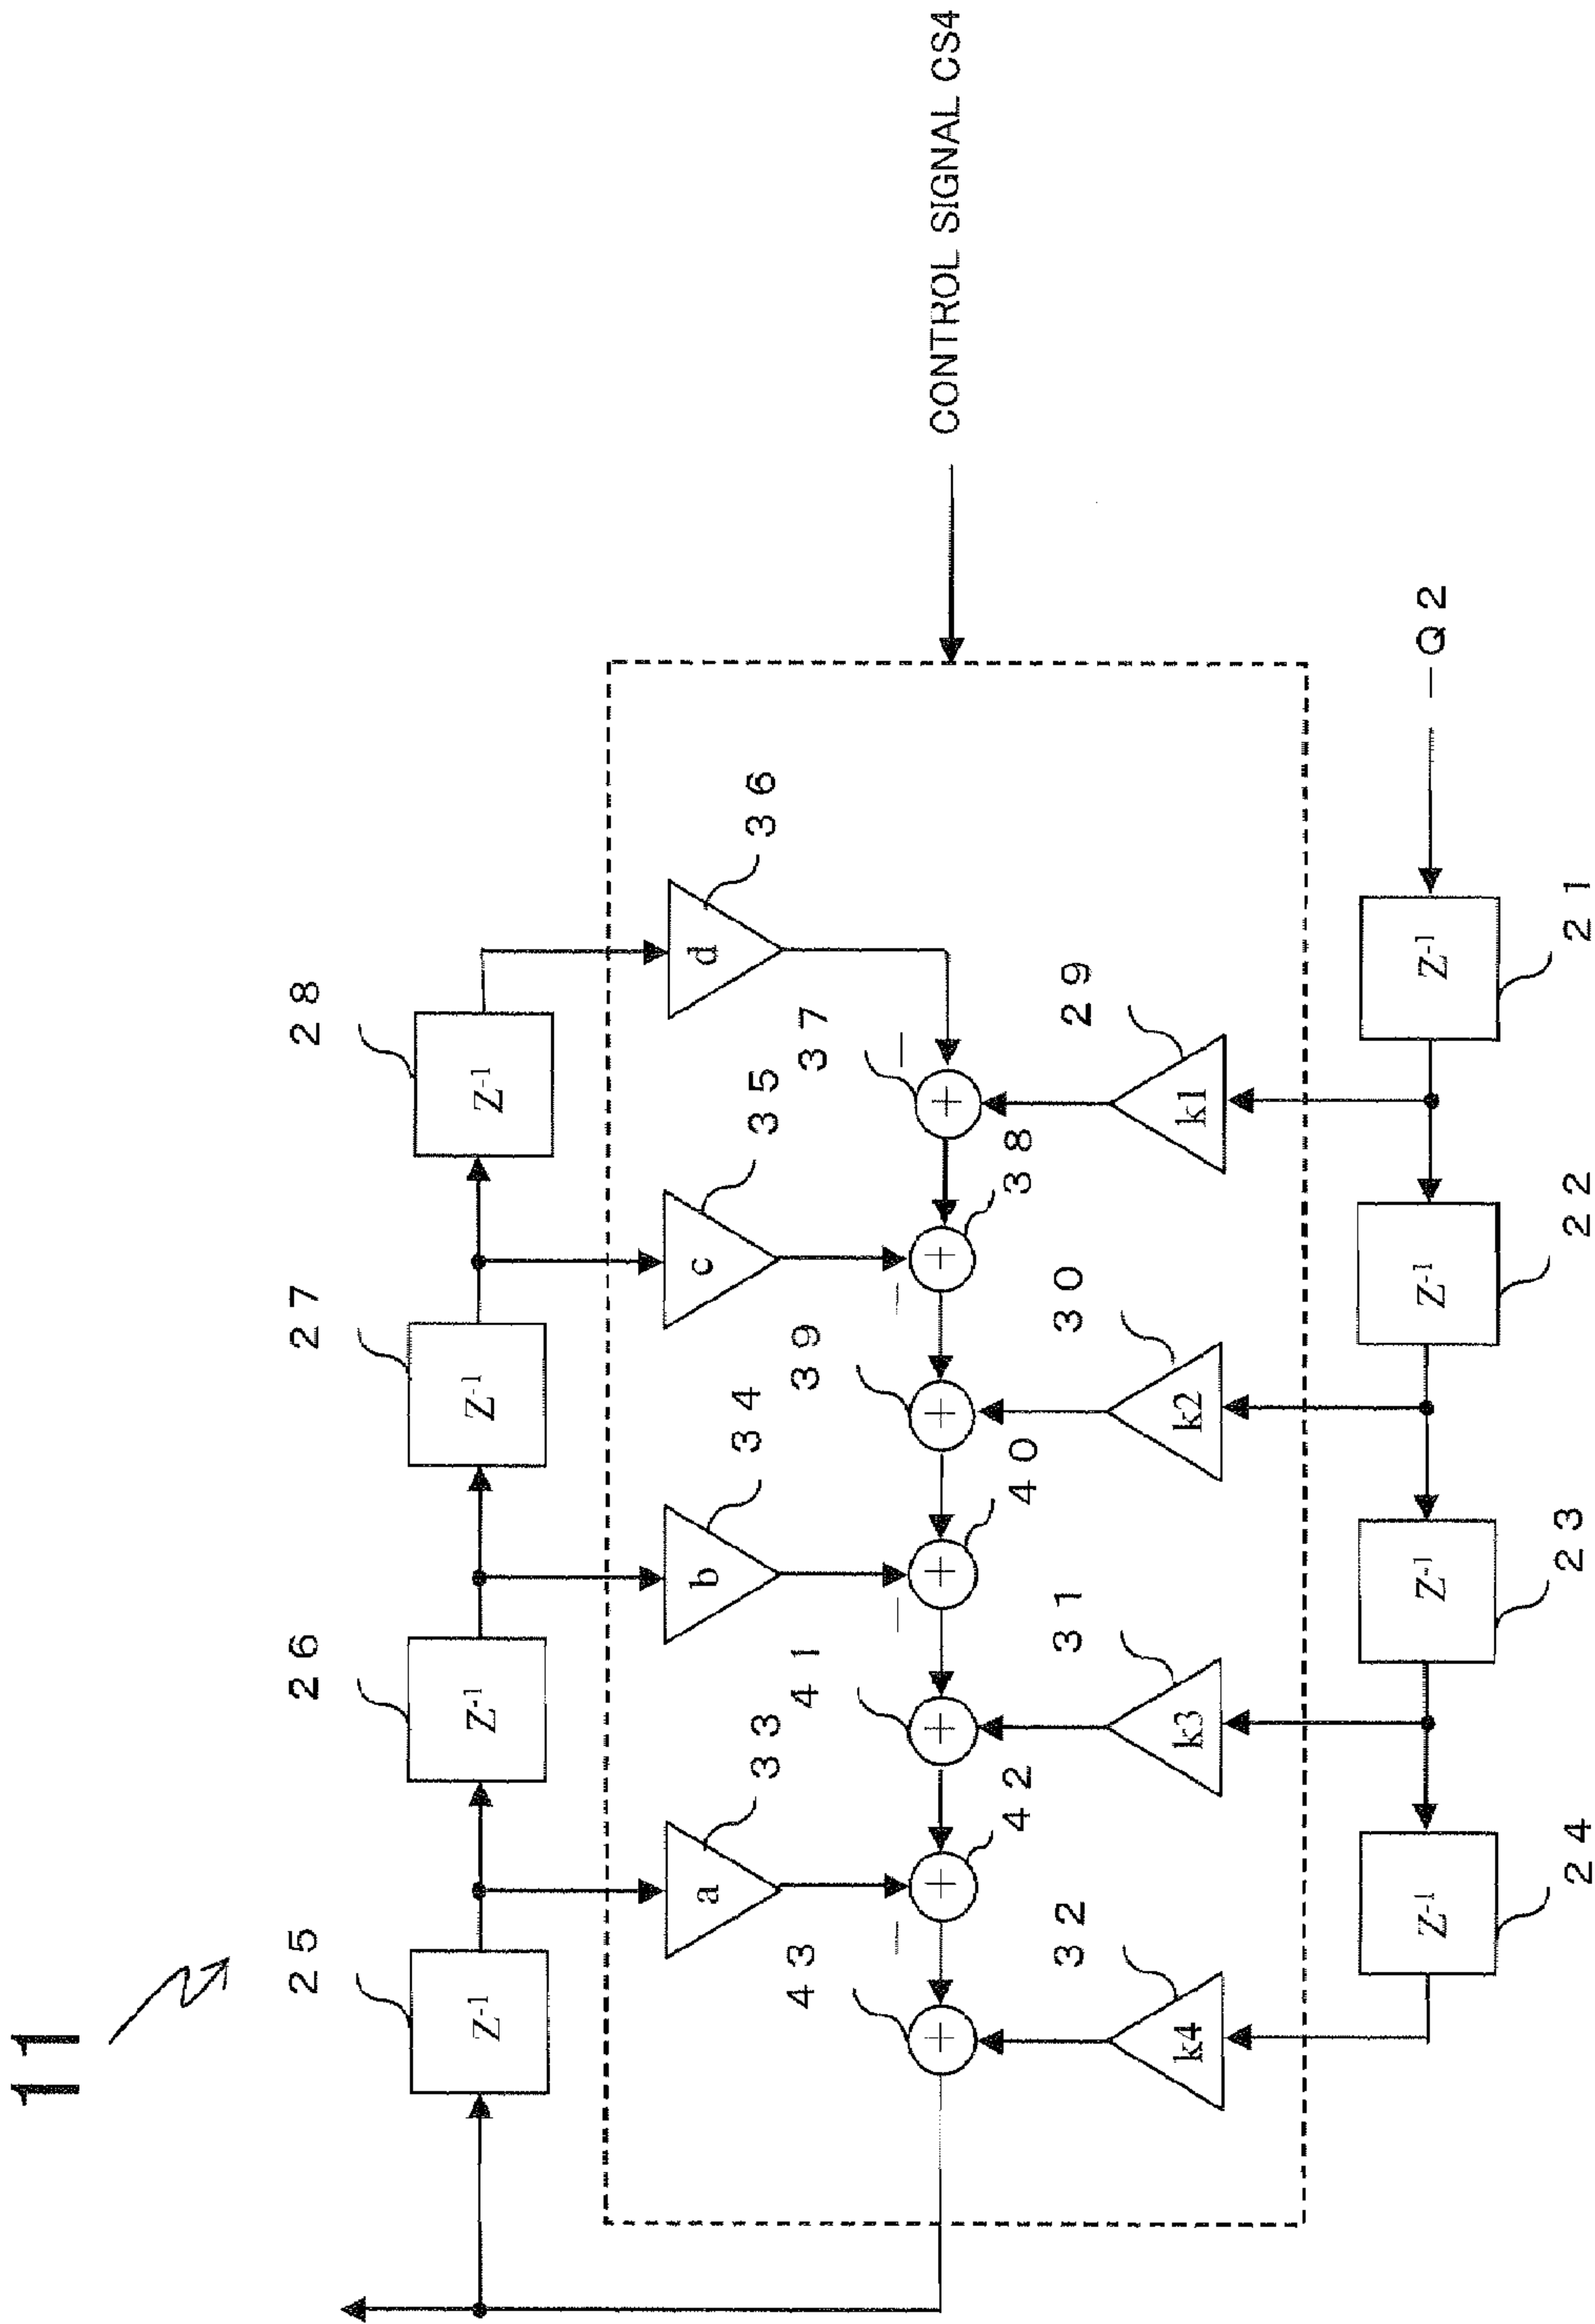 11
25
26
27
28
Z-1
Z-1
Z-1
Z-1
a
b
c
d
33
34
35
36
43
41
39
37
−
−
−
−
+
+
+
+
+
+
+
CONTROL SIGNAL CS4
42
40
38
32
31
30
29
k4
k3
k2
k1
Z-1
Z-1
Z-1
Z-1
−Q2
24
23
22
21